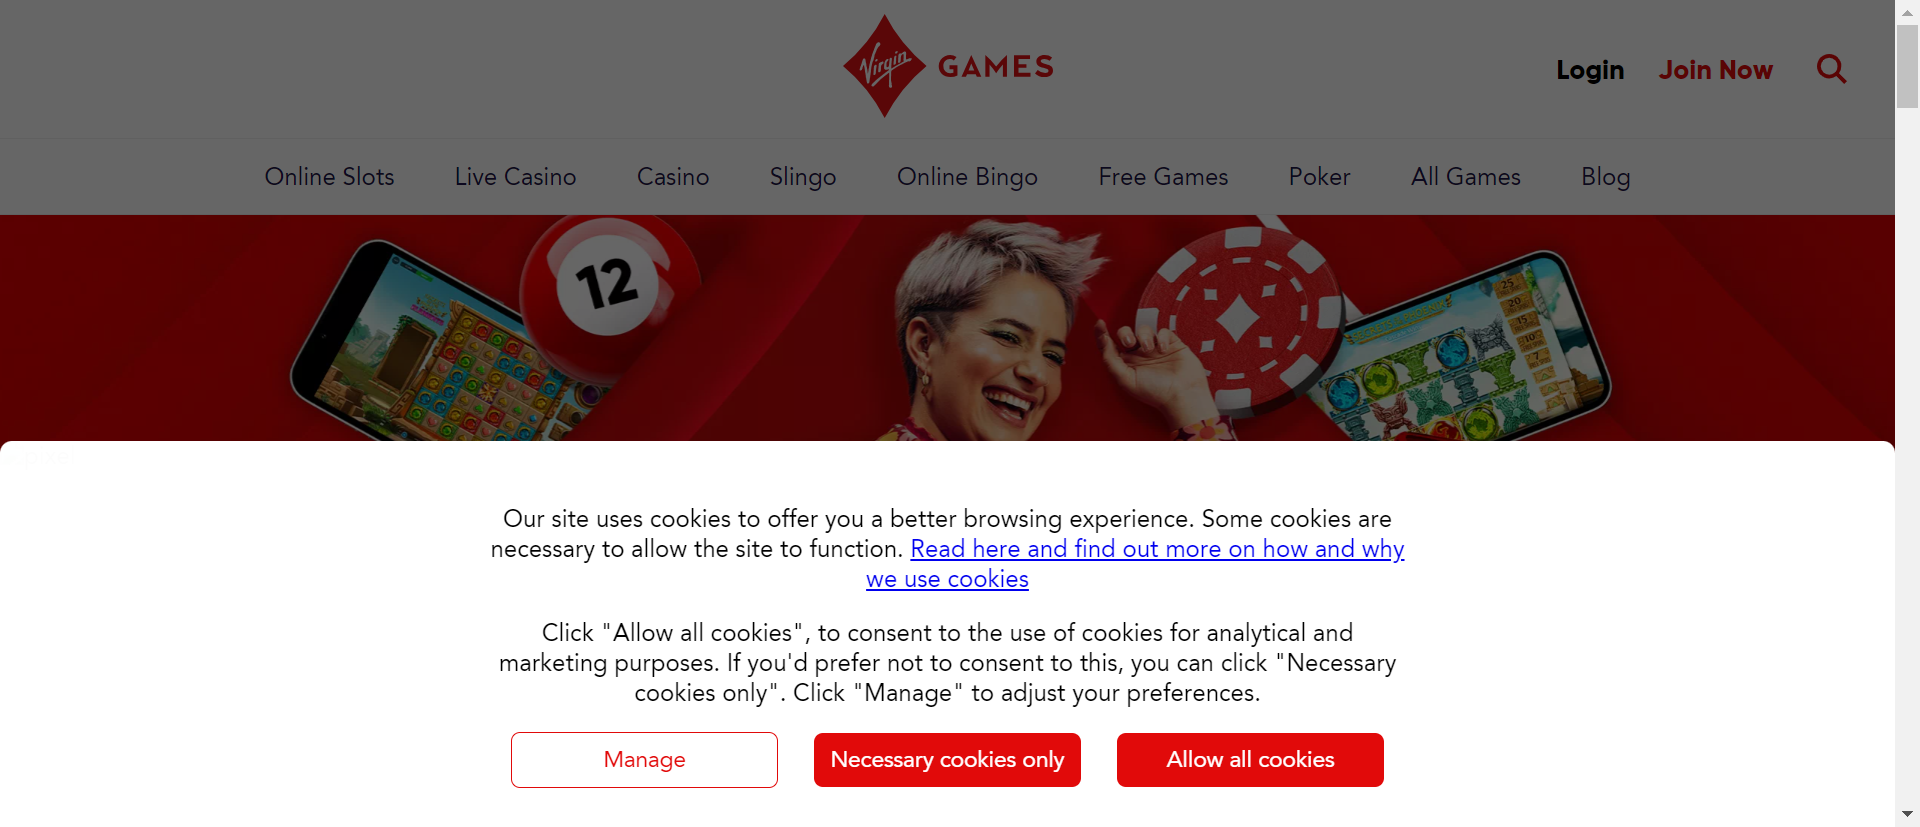 Virgin GAMES
Login Join Now
Online Slots Live Casino Casino Slingo Online Bingo Free Games Poker All Games Blog
12
25
20
15
10
7
Our site uses cookies to offer you a better browsing experience. Some cookies are
necessary to allow the site to function. Read here and find out more on how and why
we use cookies
Click "Allow all cookies", to consent to the use of cookies for analytical and
marketing purposes. If you'd prefer not to consent to this, you can click "Necessary
cookies only". Click "Manage" to adjust your preferences.
Manage Necessary cookies only Allow all cookies